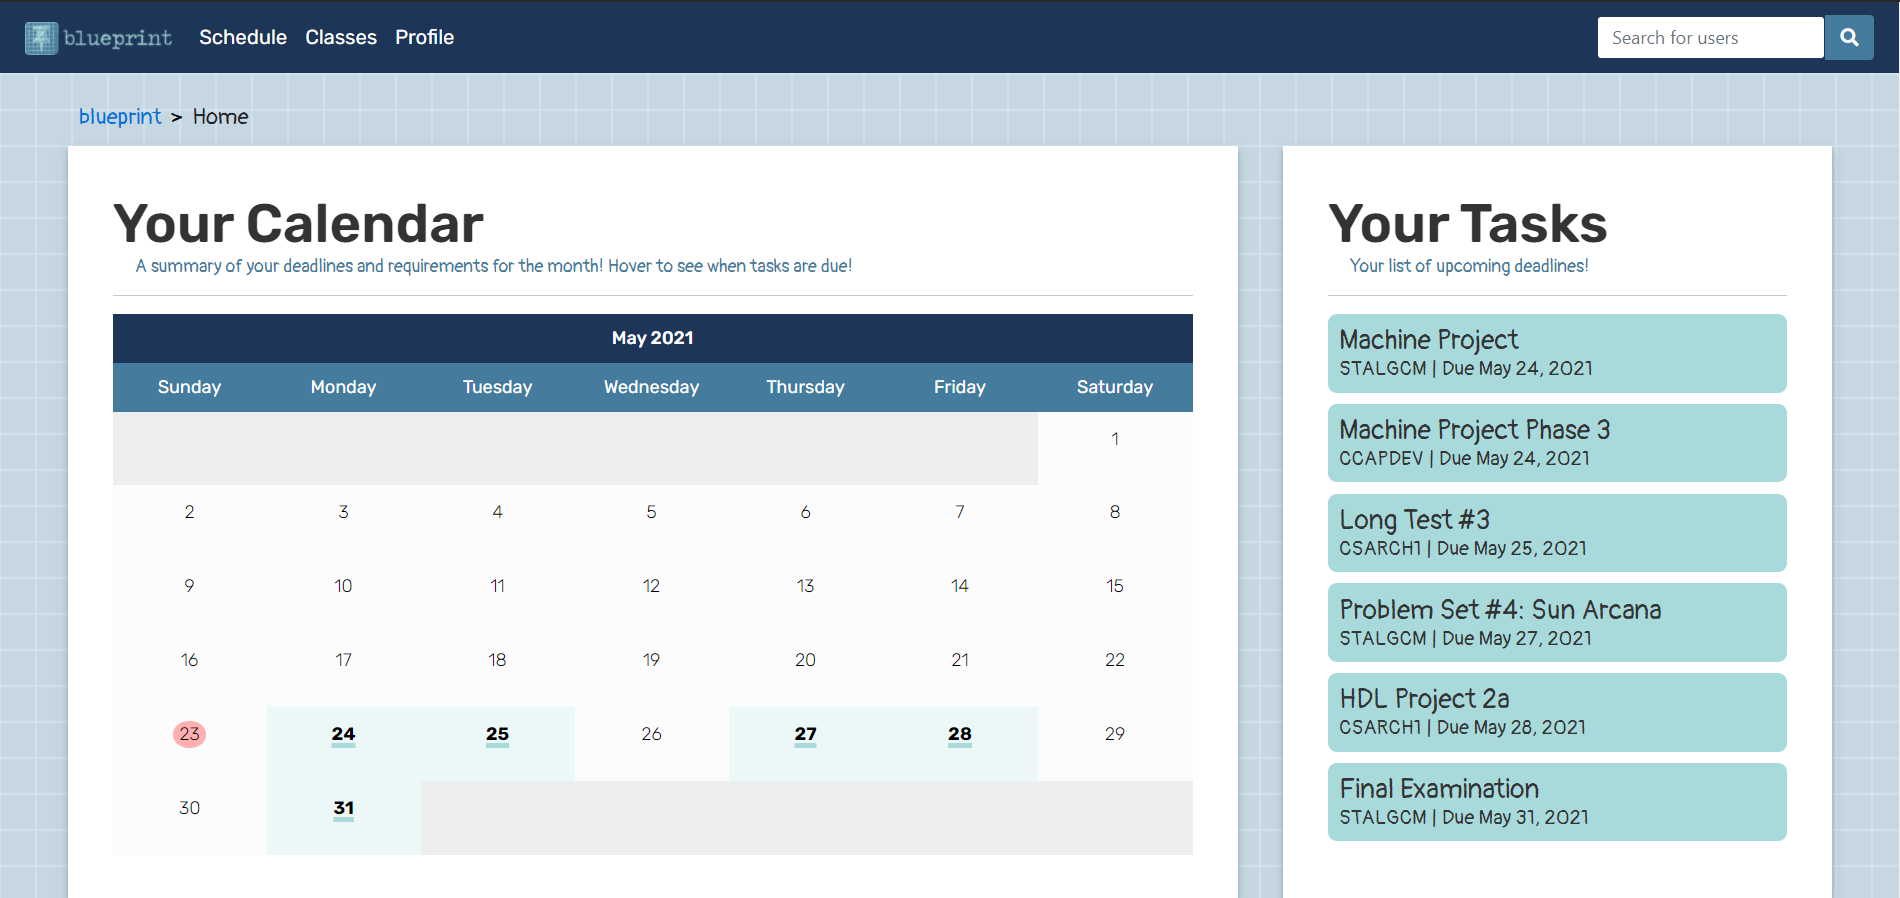 blueprint Schedule Classes Profile Search for users
blueprint > Home
Your Calendar
A summary of your deadlines and requirements for the month! Hover to see when tasks are due!
May 2021
Sunday Monday Tuesday Wednesday Thursday Friday Saturday
1
2 3 4 5 6 7 8
9 10 11 12 13 14 15
16 17 18 19 20 21 22
23 24 25 26 27 28 29
30 31
Your Tasks
Your list of upcoming deadlines!
Machine Project
STALGCM | Due May 24, 2021
Machine Project Phase 3
CCAPDEV | Due May 24, 2021
Long Test #3
CSARCH1 | Due May 25, 2021
Problem Set #4: Sun Arcana
STALGCM | Due May 27, 2021
HDL Project 2a
CSARCH1 | Due May 28, 2021
Final Examination
STALGCM | Due May 31, 2021